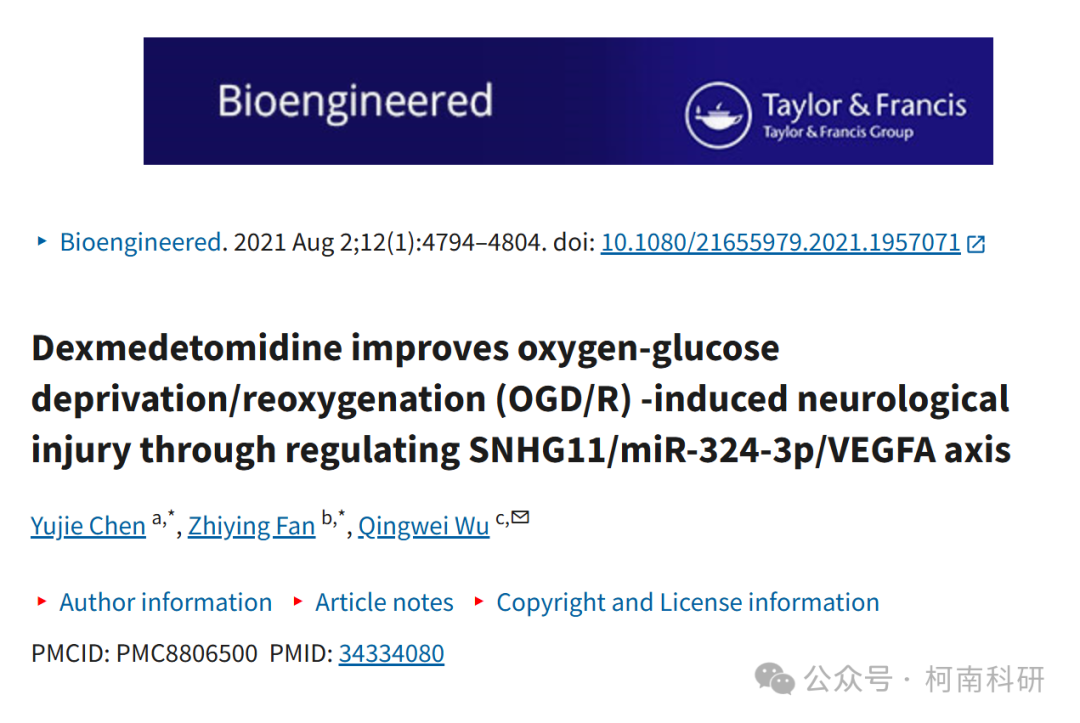 Bioengineered
Taylor & Francis
Taylor & Francis Group
Bioengineered. 2021 Aug 2;12(1):4794–4804. doi: 10.1080/21655979.2021.1957071
Dexmedetomidine improves oxygen-glucose
deprivation/reoxygenation (OGD/R) -induced neurological
injury through regulating SNHG11/miR-324-3p/VEGFA axis
Yujie Chen a,*, Zhiying Fan b,*, Qingwei Wu c,✉
Author information Article notes Copyright and License information
PMCID: PMC8806500 PMID: 34334080
公众号 · 柯南科研